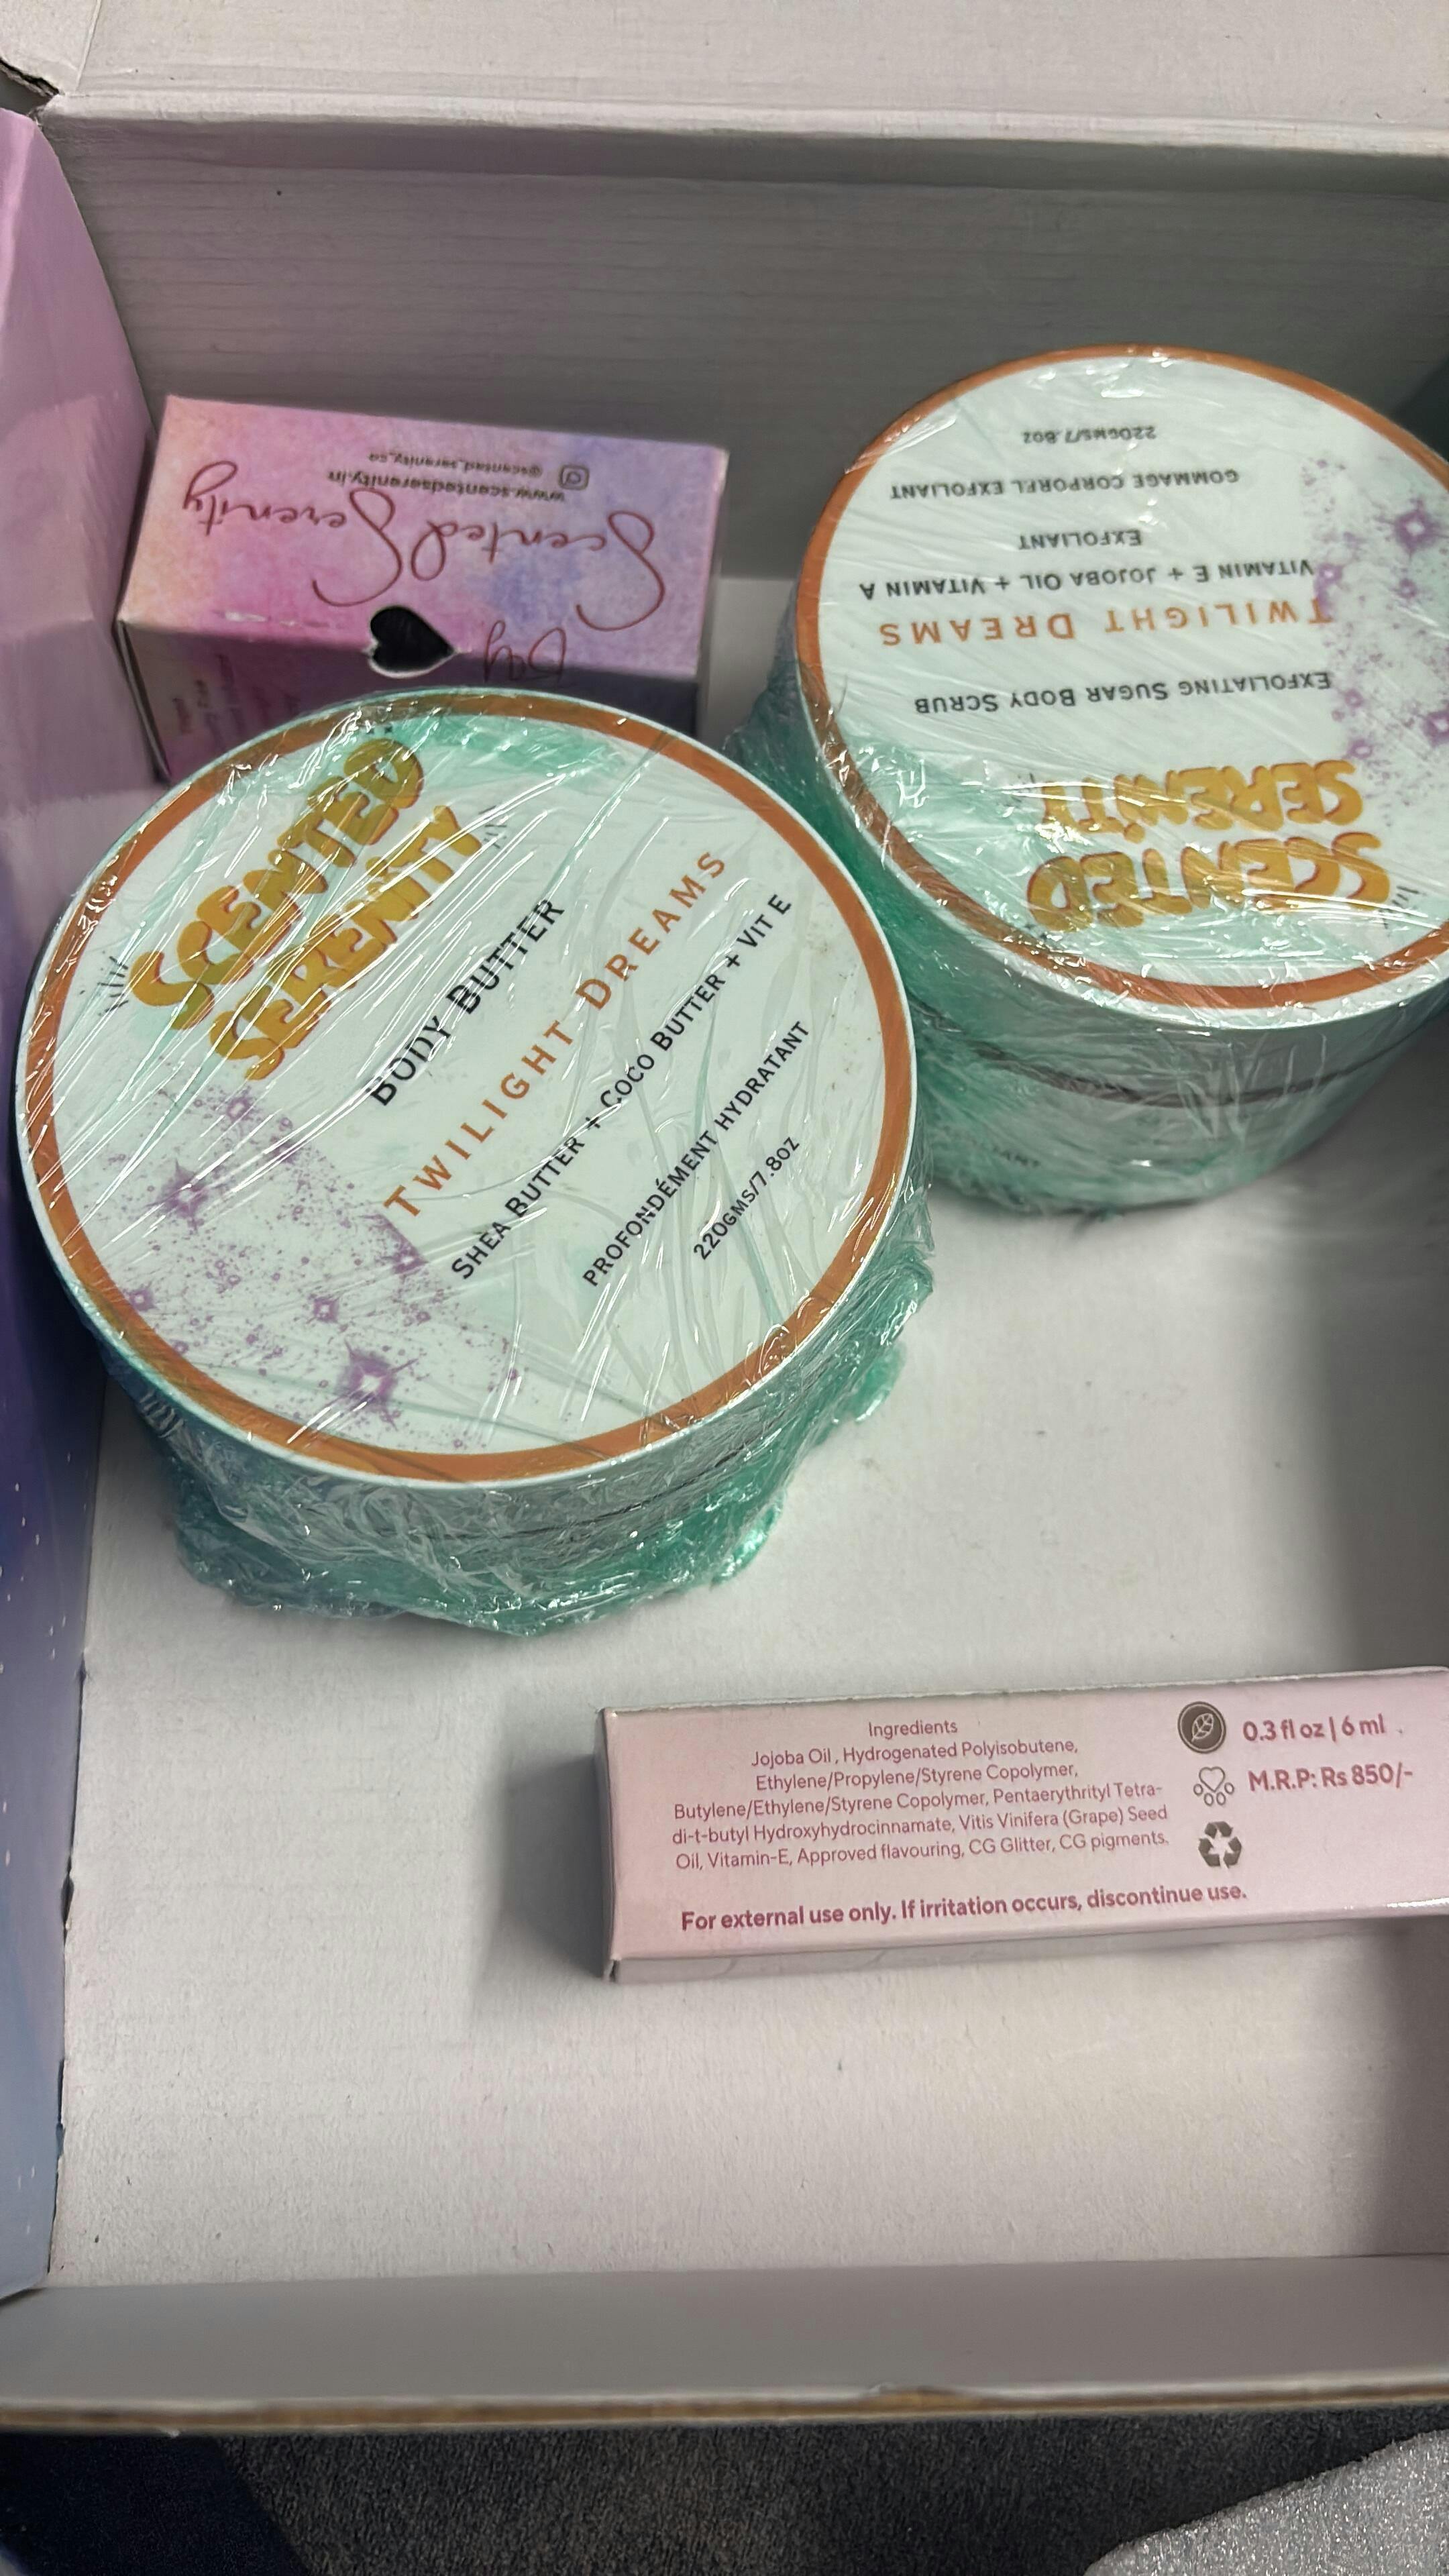 by
Scented Serenity
www.scentedserenity.in
@scented_serenity_co
SCENTED
SERENITY
EXFOLIATING SUGAR BODY SCRUB
TWILIGHT DREAMS
VITAMIN E + JOJOBA OIL + VITAMIN A
EXFOLIANT
GOMMAGE CORPOREL EXFOLIANT
220GMS/7.8OZ
SCENTED
SERENITY
BODY BUTTER
TWILIGHT DREAMS
SHEA BUTTER + COCO BUTTER + VIT E
PROFONDÉMENT HYDRATANT
220GMS/7.8OZ
Ingredients
Jojoba Oil , Hydrogenated Polyisobutene,
Ethylene/Propylene/Styrene Copolymer,
Butylene/Ethylene/Styrene Copolymer, Pentaerythrityl Tetra-
di-t-butyl Hydroxyhydrocinnamate, Vitis Vinifera (Grape) Seed
Oil, Vitamin-E, Approved flavouring, CG Glitter, CG pigments.
For external use only. If irritation occurs, discontinue use.
0.3 fl oz | 6 ml
M.R.P: Rs 850/-